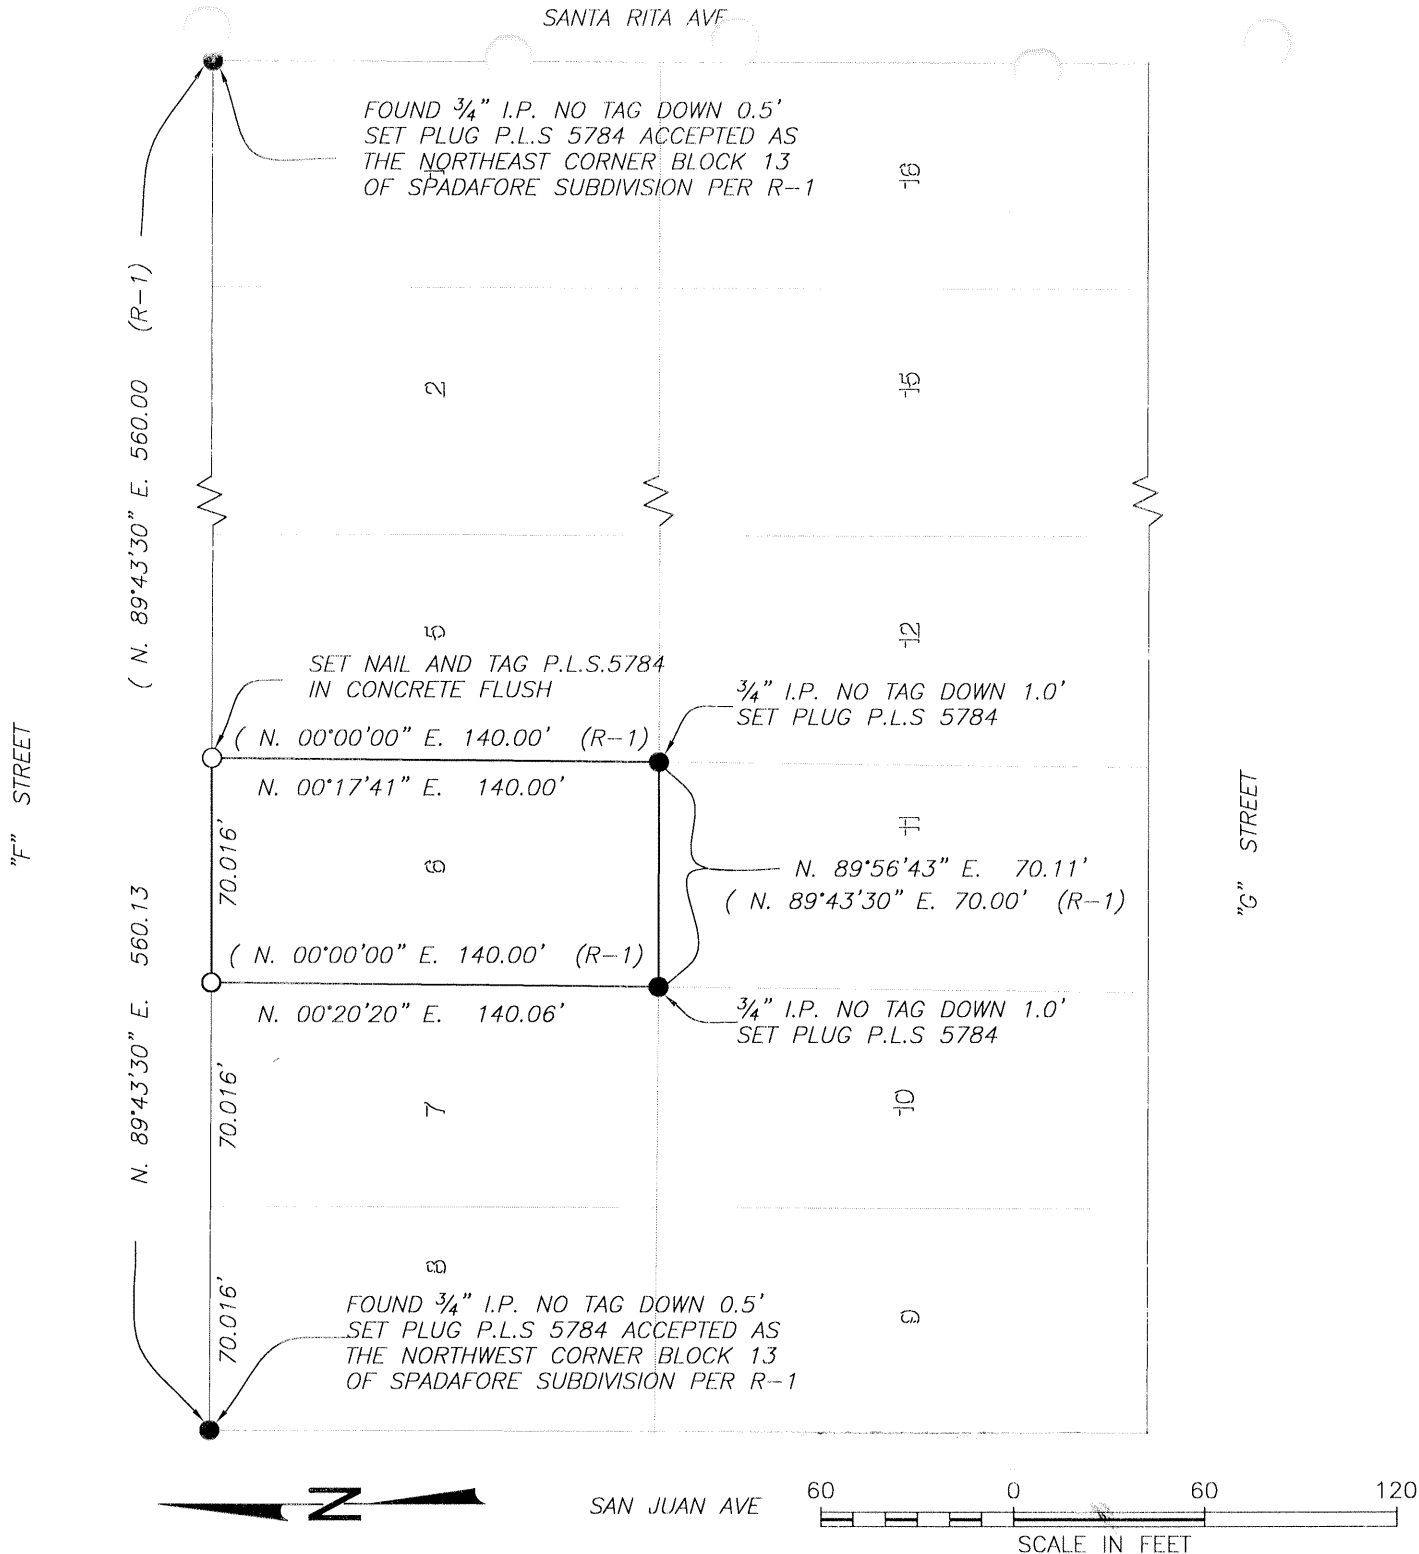 SANTA RITA AVE
FOUND 3/4" I.P. NO TAG DOWN 0.5'
SET PLUG P.L.S 5784 ACCEPTED AS
THE NORTHEAST CORNER BLOCK 13
OF SPADAFORE SUBDIVISION PER R-1
1
16
( N. 89°43'30" E. 560.00 (R-1)
2
15
5
12
SET NAIL AND TAG P.L.S.5784
IN CONCRETE FLUSH
3/4" I.P. NO TAG DOWN 1.0'
SET PLUG P.L.S 5784
( N. 00°00'00" E. 140.00' (R-1)
N. 00°17'41" E. 140.00'
"F" STREET
70.016'
6
11
"G" STREET
N. 89°56'43" E. 70.11'
( N. 89°43'30" E. 70.00' (R-1)
( N. 00°00'00" E. 140.00' (R-1)
N. 00°20'20" E. 140.06'
3/4" I.P. NO TAG DOWN 1.0'
SET PLUG P.L.S 5784
N. 89°43'30" E. 560.13
70.016'
7
10
8
9
70.016'
FOUND 3/4" I.P. NO TAG DOWN 0.5'
SET PLUG P.L.S 5784 ACCEPTED AS
THE NORTHWEST CORNER BLOCK 13
OF SPADAFORE SUBDIVISION PER R-1
N
SAN JUAN AVE
60 0 60 120
SCALE IN FEET